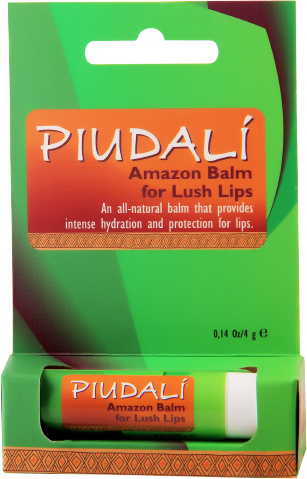 PIUDALÍ
Amazon Balm
for Lush Lips
An all-natural balm that provides
intense hydration and protection for lips.
0,14 Oz/4 g ℮
PIUDALÍ
Amazon Balm
for Lush Lips